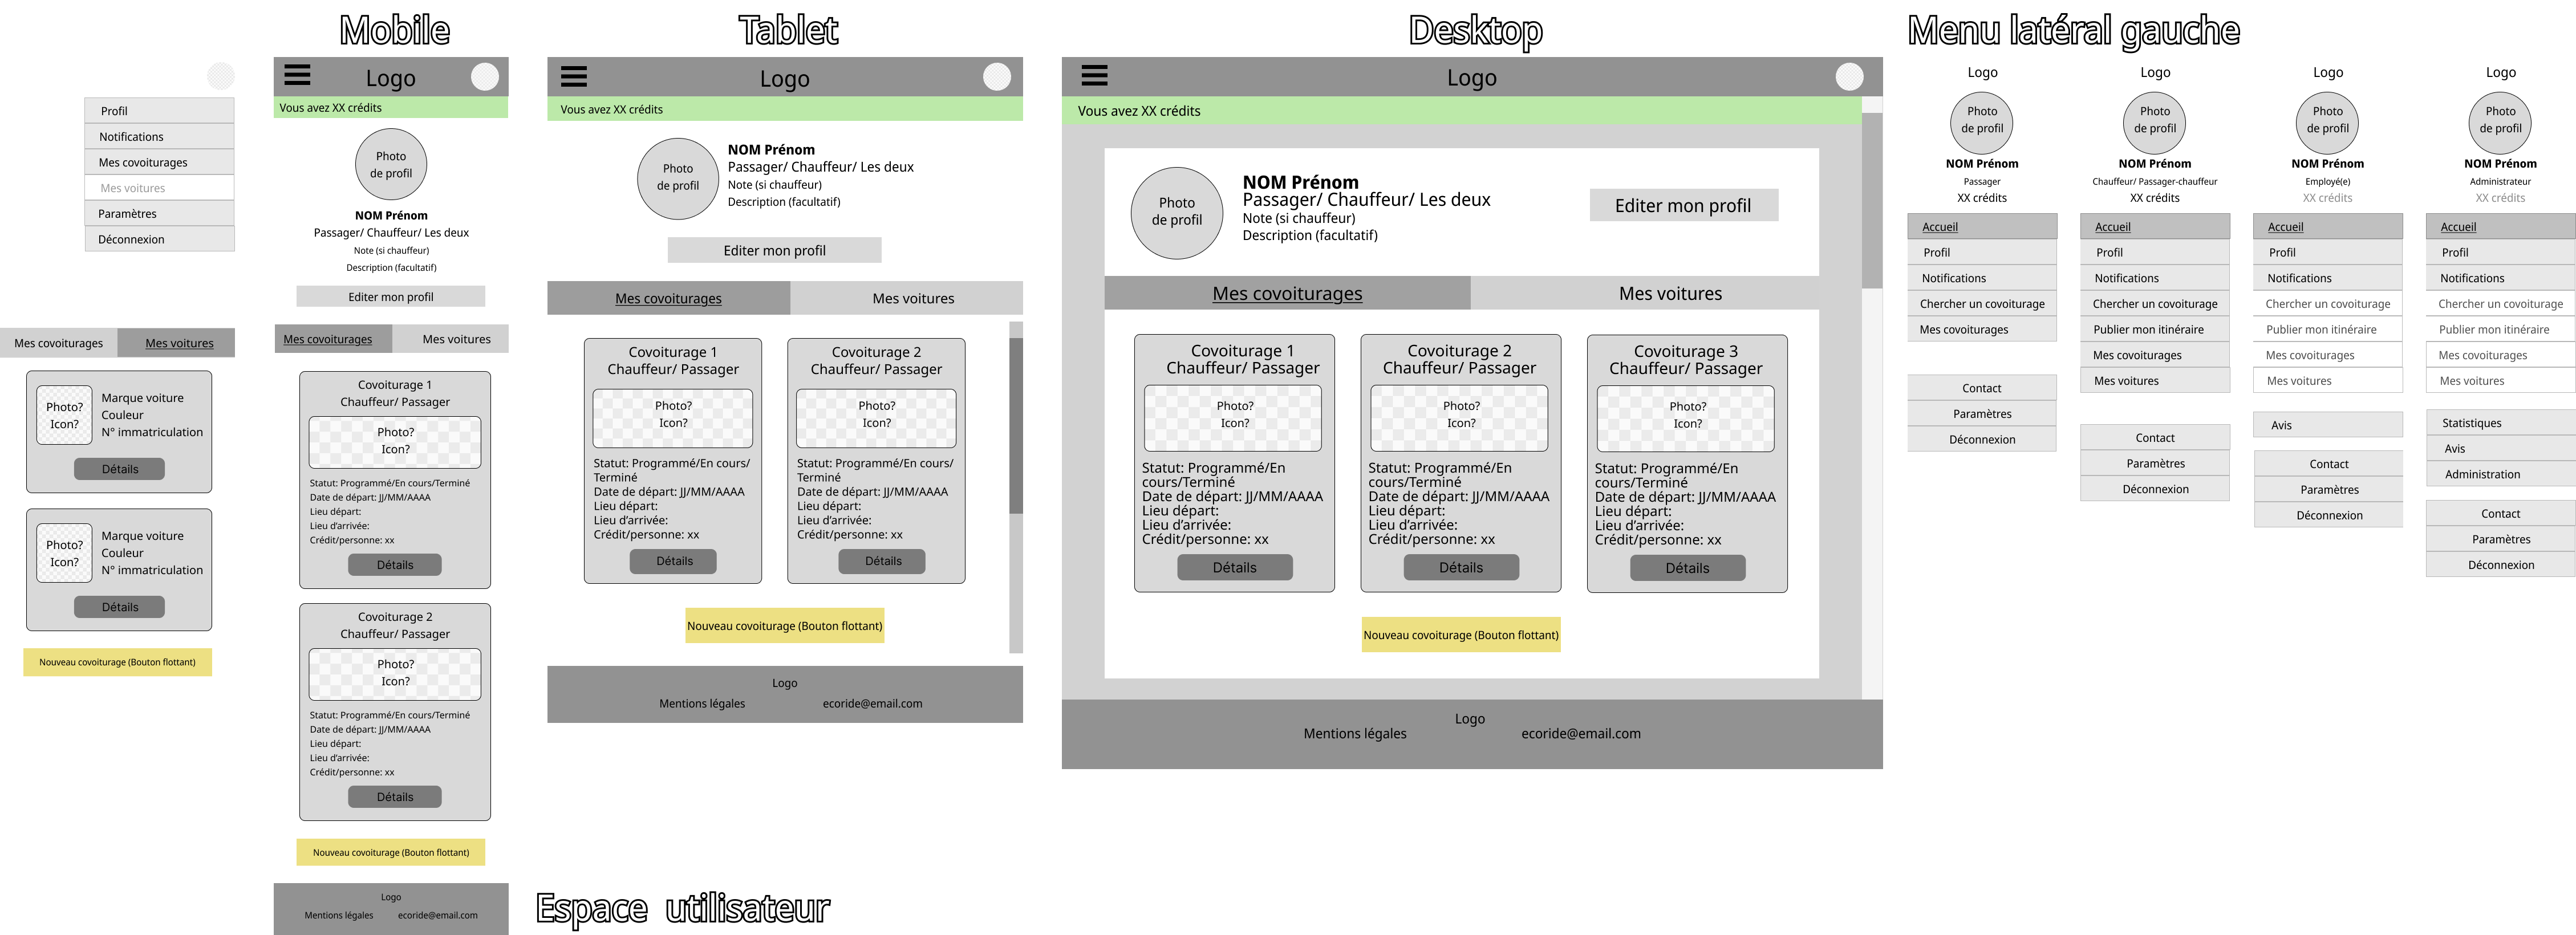 Mobile
Tablet
Desktop
Menu latéral gauche
Profil
Notifications
Mes covoiturages
Mes voitures
Paramètres
Déconnexion
Mes covoiturages
Mes voitures
Photo?
Icon?
Marque voiture
Couleur
N° immatriculation
Détails
Photo?
Icon?
Marque voiture
Couleur
N° immatriculation
Détails
Nouveau covoiturage (Bouton flottant)
Logo
Vous avez XX crédits
Photo
de profil
NOM Prénom
Passager/ Chauffeur/ Les deux
Note (si chauffeur)
Description (facultatif)
Editer mon profil
Mes covoiturages
Mes voitures
Covoiturage 1
Chauffeur/ Passager
Photo?
Icon?
Statut: Programmé/En cours/Terminé
Date de départ: JJ/MM/AAAA
Lieu départ:
Lieu d’arrivée:
Crédit/personne: xx
Détails
Covoiturage 2
Chauffeur/ Passager
Photo?
Icon?
Statut: Programmé/En cours/Terminé
Date de départ: JJ/MM/AAAA
Lieu départ:
Lieu d’arrivée:
Crédit/personne: xx
Détails
Nouveau covoiturage (Bouton flottant)
Logo
Mentions légales
ecoride@email.com
Logo
Vous avez XX crédits
Photo
de profil
NOM Prénom
Passager/ Chauffeur/ Les deux
Note (si chauffeur)
Description (facultatif)
Editer mon profil
Mes covoiturages
Mes voitures
Covoiturage 1
Chauffeur/ Passager
Photo?
Icon?
Statut: Programmé/En cours/
Terminé
Date de départ: JJ/MM/AAAA
Lieu départ:
Lieu d’arrivée:
Crédit/personne: xx
Détails
Covoiturage 2
Chauffeur/ Passager
Photo?
Icon?
Statut: Programmé/En cours/
Terminé
Date de départ: JJ/MM/AAAA
Lieu départ:
Lieu d’arrivée:
Crédit/personne: xx
Détails
Nouveau covoiturage (Bouton flottant)
Logo
Mentions légales
ecoride@email.com
Espace utilisateur
Logo
Vous avez XX crédits
Photo
de profil
NOM Prénom
Passager/ Chauffeur/ Les deux
Note (si chauffeur)
Description (facultatif)
Editer mon profil
Mes covoiturages
Mes voitures
Covoiturage 1
Chauffeur/ Passager
Photo?
Icon?
Statut: Programmé/En
cours/Terminé
Date de départ: JJ/MM/AAAA
Lieu départ:
Lieu d’arrivée:
Crédit/personne: xx
Détails
Covoiturage 2
Chauffeur/ Passager
Photo?
Icon?
Statut: Programmé/En
cours/Terminé
Date de départ: JJ/MM/AAAA
Lieu départ:
Lieu d’arrivée:
Crédit/personne: xx
Détails
Covoiturage 3
Chauffeur/ Passager
Photo?
Icon?
Statut: Programmé/En
cours/Terminé
Date de départ: JJ/MM/AAAA
Lieu départ:
Lieu d’arrivée:
Crédit/personne: xx
Détails
Nouveau covoiturage (Bouton flottant)
Logo
Mentions légales
ecoride@email.com
Logo
Photo
de profil
NOM Prénom
Passager
XX crédits
Accueil
Profil
Notifications
Chercher un covoiturage
Mes covoiturages
Contact
Paramètres
Déconnexion
Logo
Photo
de profil
NOM Prénom
Chauffeur/ Passager-chauffeur
XX crédits
Accueil
Profil
Notifications
Chercher un covoiturage
Publier mon itinéraire
Mes covoiturages
Mes voitures
Contact
Paramètres
Déconnexion
Logo
Photo
de profil
NOM Prénom
Employé(e)
XX crédits
Accueil
Profil
Notifications
Chercher un covoiturage
Publier mon itinéraire
Mes covoiturages
Mes voitures
Avis
Contact
Paramètres
Déconnexion
Logo
Photo
de profil
NOM Prénom
Administrateur
XX crédits
Accueil
Profil
Notifications
Chercher un covoiturage
Publier mon itinéraire
Mes covoiturages
Mes voitures
Statistiques
Avis
Administration
Contact
Paramètres
Déconnexion